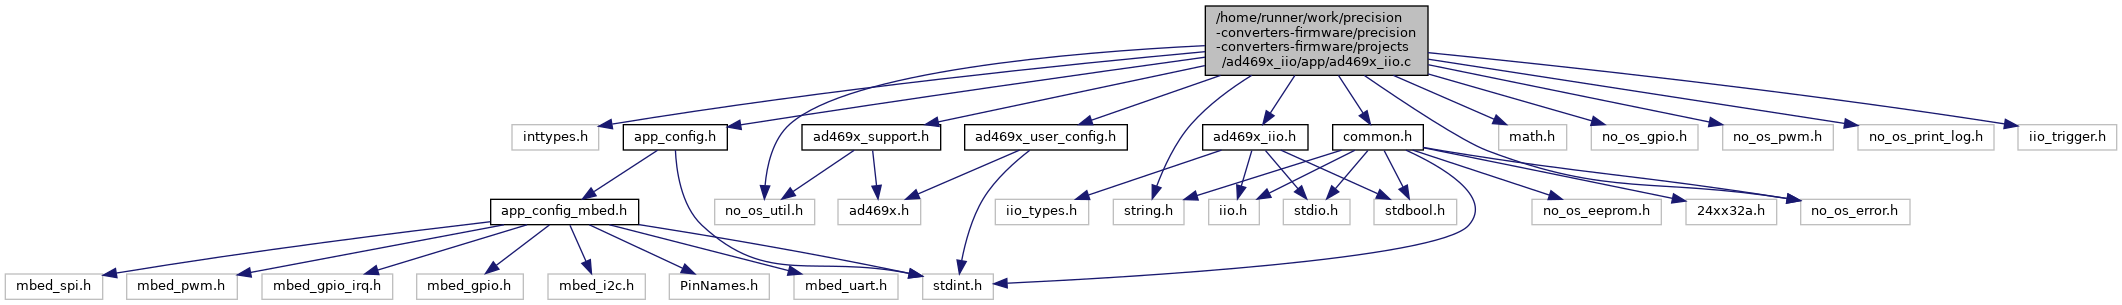 /home/runner/work/precision
-converters-firmware/precision
-converters-firmware/projects
/ad469x_iio/app/ad469x_iio.c
inttypes.h
app_config.h
ad469x_support.h
ad469x_user_config.h
ad469x_iio.h
common.h
math.h
no_os_gpio.h
no_os_pwm.h
no_os_print_log.h
iio_trigger.h
app_config_mbed.h
no_os_util.h
ad469x.h
iio_types.h
string.h
iio.h
stdio.h
stdbool.h
no_os_eeprom.h
24xx32a.h
no_os_error.h
mbed_spi.h
mbed_pwm.h
mbed_gpio_irq.h
mbed_gpio.h
mbed_i2c.h
PinNames.h
mbed_uart.h
stdint.h